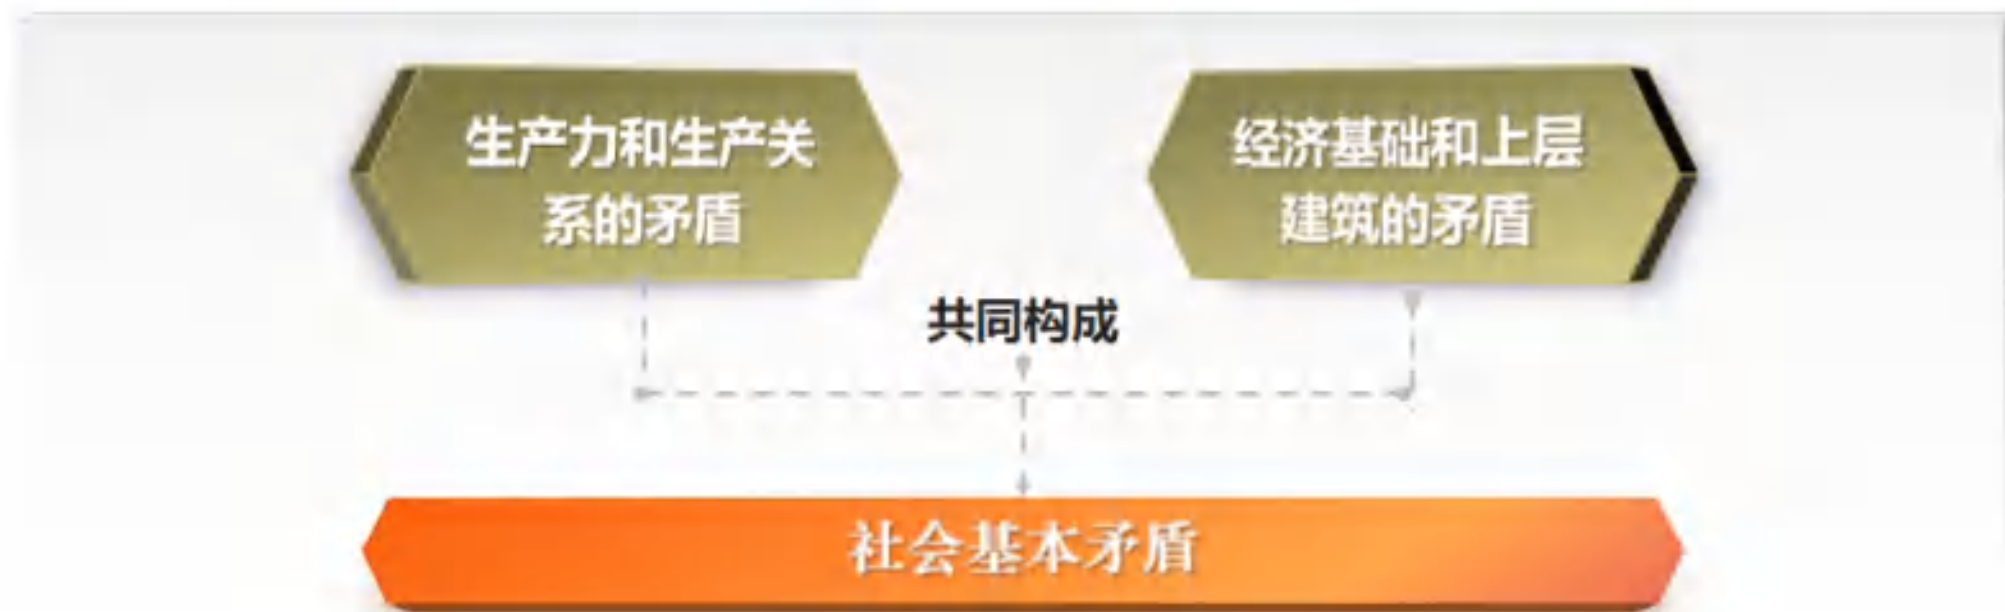 生产力和生产关
系的矛盾
经济基础和上层
建筑的矛盾
共同构成
社会基本矛盾